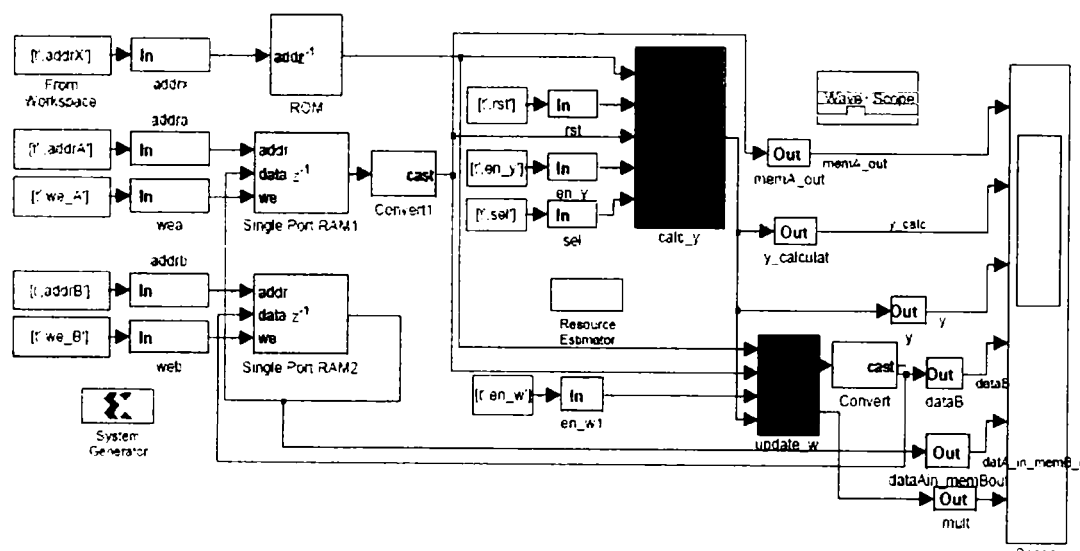 [t',addrX']
In
addrx
From
Workspace
addr z⁻¹
ROM
addra
[t',addrA']
In
[t',we_A']
In
wea
addr
data z⁻¹
we
Single Port RAM1
cast
Convert1
addrb
[t',addrB']
In
[t',we_B']
In
web
addr
data z⁻¹
we
Single Port RAM2
System
Generator
[t',rst']
In
rst
[t',en_y']
In
en_y
[t',sel']
In
sel
calc_y
Resource
Estimator
[t',en_w']
In
en_w1
update_w
cast
Convert
Wave Scope
Out
memA_out
memA_out
Out
y_calculat
y_calc
Out
y
y
Out
dataB
dataB
Out
dataAin_memBout
Out
mult